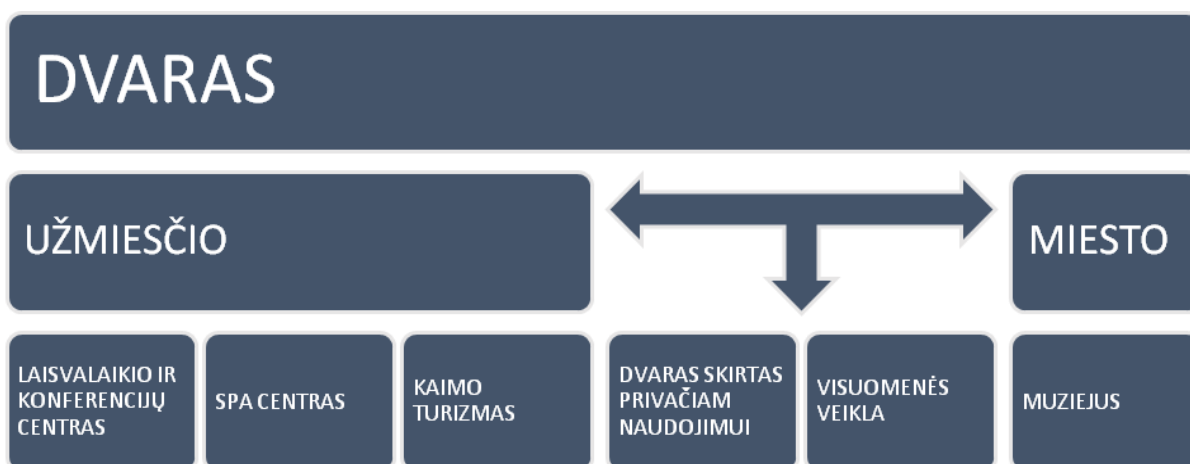 DVARAS
UŽMIESČIO
MIESTO
LAISVALAIKIO IR
KONFERENCIJŲ
CENTRAS
SPA CENTRAS
KAIMO
TURIZMAS
DVARAS SKIRTAS
PRIVAČIAM
NAUDOJIMUI
VISUOMENĖS
VEIKLA
MUZIEJUS